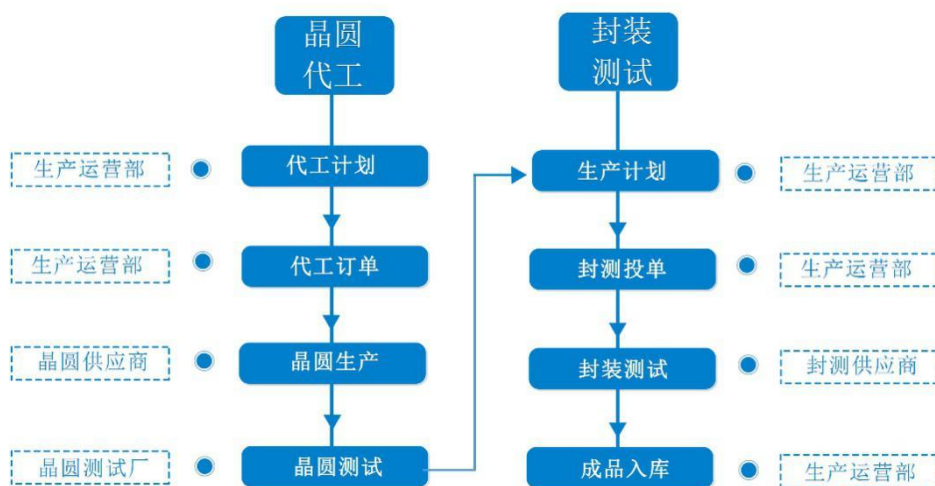 晶圆
代工
封装
测试
生产运营部
代工计划
生产计划
生产运营部
生产运营部
代工订单
封测投单
生产运营部
晶圆供应商
晶圆生产
封装测试
封测供应商
晶圆测试厂
晶圆测试
成品入库
生产运营部